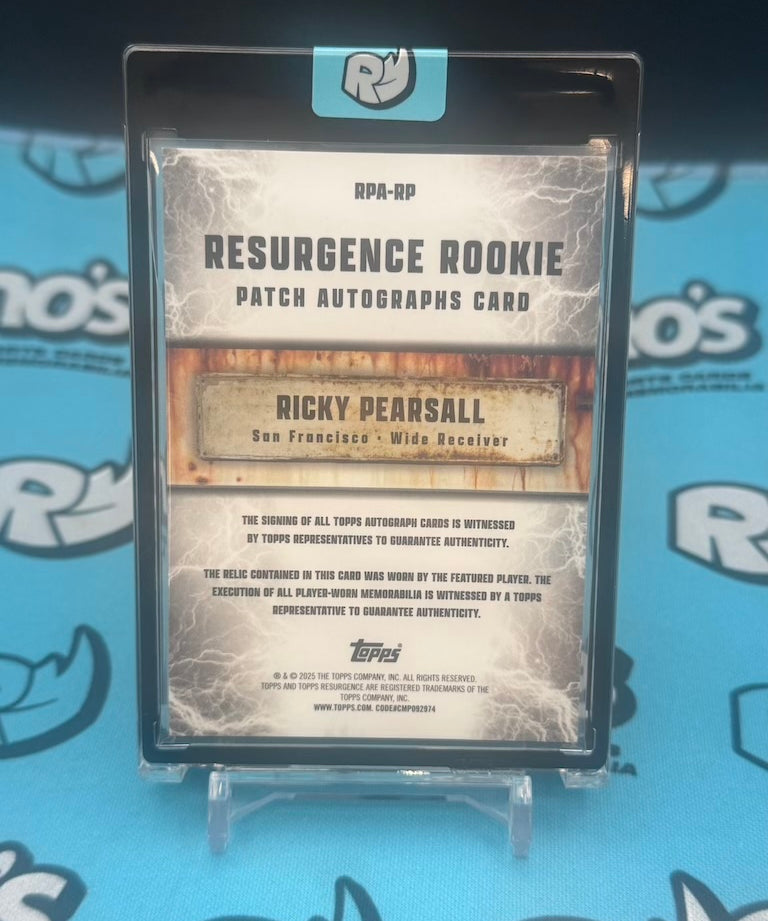 RY
RPA-RP
RESURGENCE ROOKIE
PATCH AUTOGRAPHS CARD
RICKY PEARSALL
San Francisco • Wide Receiver
THE SIGNING OF ALL TOPPS AUTOGRAPH CARDS IS WITNESSED
BY TOPPS REPRESENTATIVES TO GUARANTEE AUTHENTICITY.
THE RELIC CONTAINED IN THIS CARD WAS WORN BY THE FEATURED PLAYER. THE
EXECUTION OF ALL PLAYER-WORN MEMORABILIA IS WITNESSED BY A TOPPS
REPRESENTATIVE TO GUARANTEE AUTHENTICITY.
Topps®
® & © 2025 THE TOPPS COMPANY, INC. ALL RIGHTS RESERVED.
TOPPS AND TOPPS RESURGENCE ARE REGISTERED TRADEMARKS OF THE
TOPPS COMPANY, INC.
WWW.TOPPS.COM. CODE#CMP092974